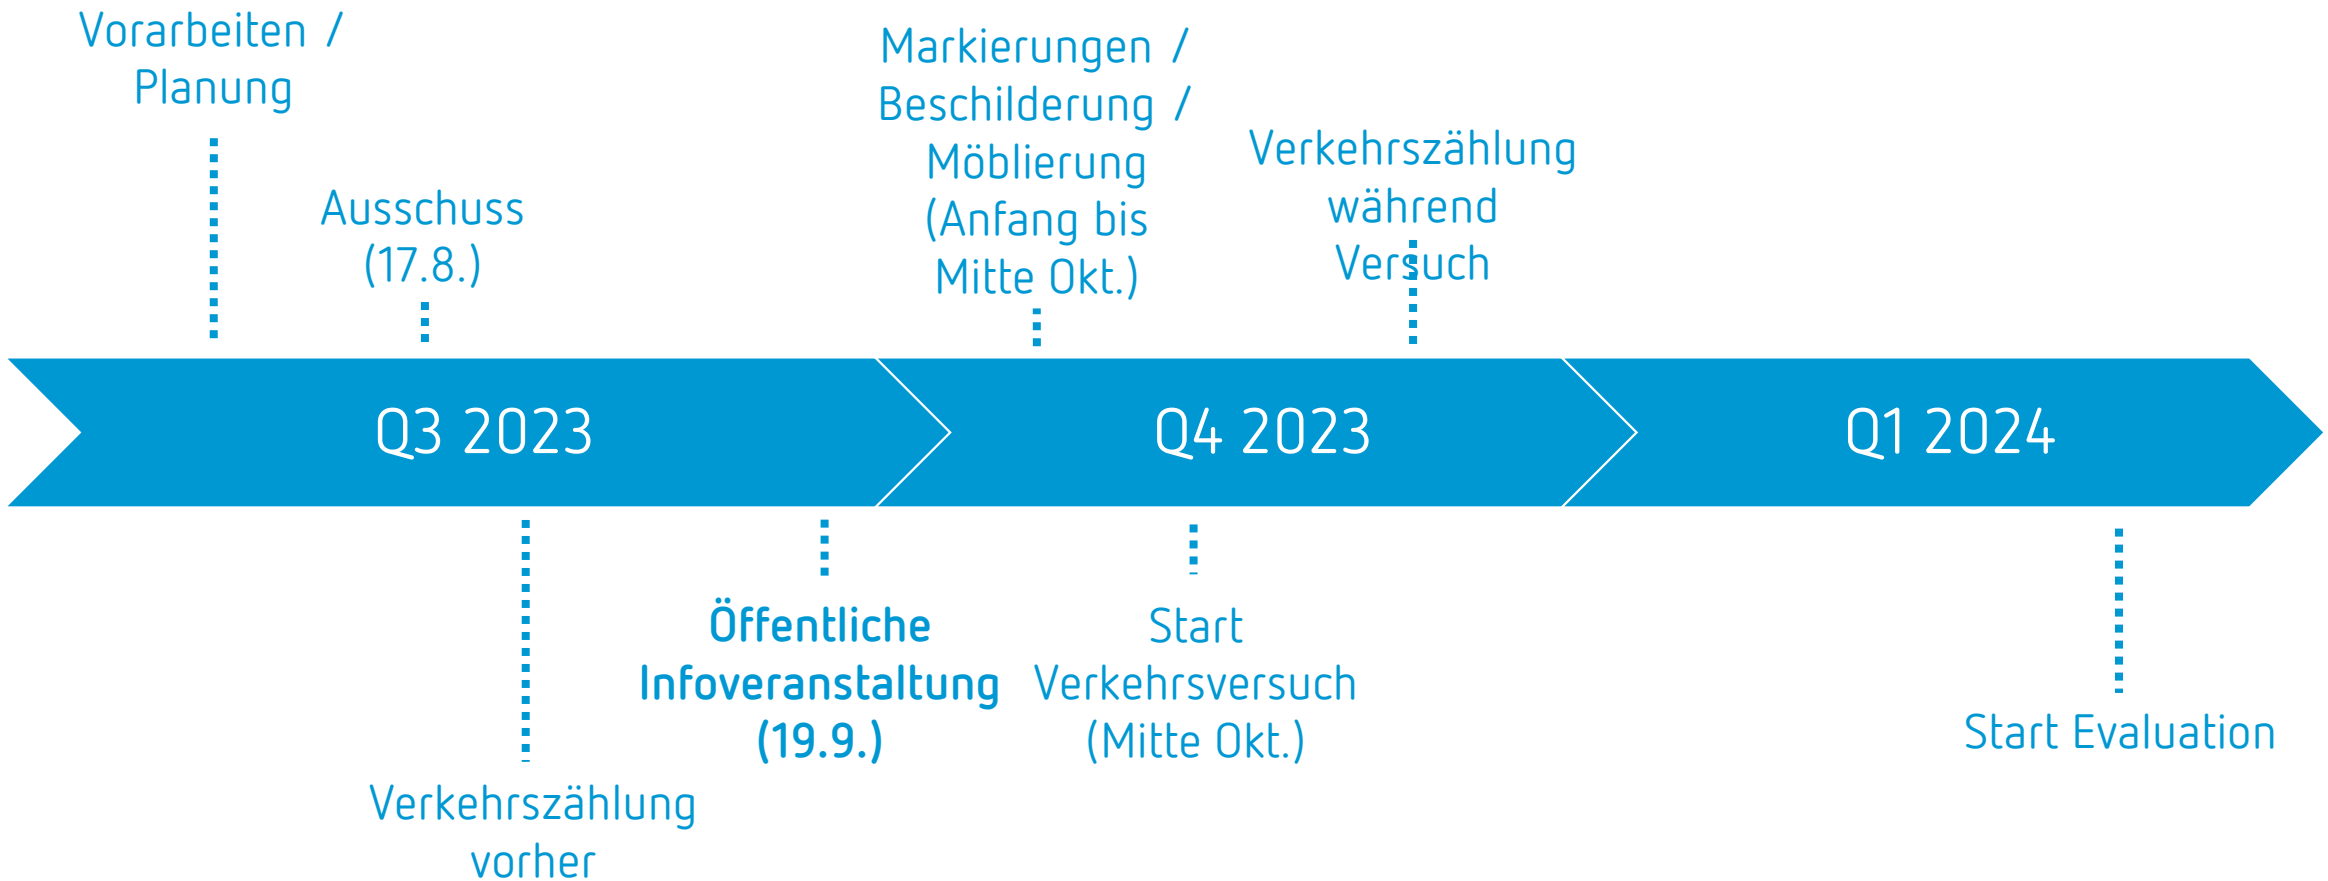 Vorarbeiten /
Planung
Ausschuss
(17.8.)
Markierungen /
Beschilderung /
Möblierung
(Anfang bis
Mitte Okt.)
Verkehrszählung
während
Versuch
Q3 2023
Q4 2023
Q1 2024
Verkehrszählung
vorher
Öffentliche
Infoveranstaltung
(19.9.)
Start
Verkehrsversuch
(Mitte Okt.)
Start Evaluation